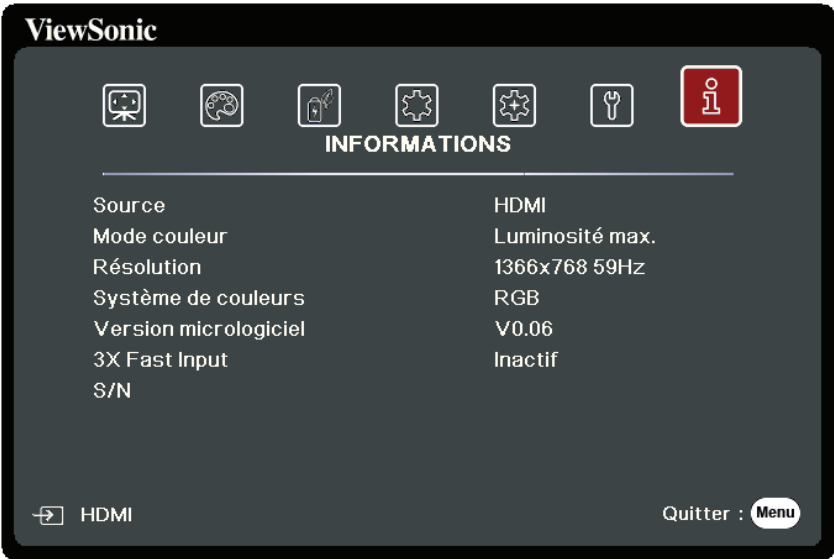 ViewSonic
INFORMATIONS
Source HDMI
Mode couleur Luminosité max.
Résolution 1366x768 59Hz
Système de couleurs RGB
Version micrologiciel V0.06
3X Fast Input Inactif
S/N
HDMI Quitter : Menu